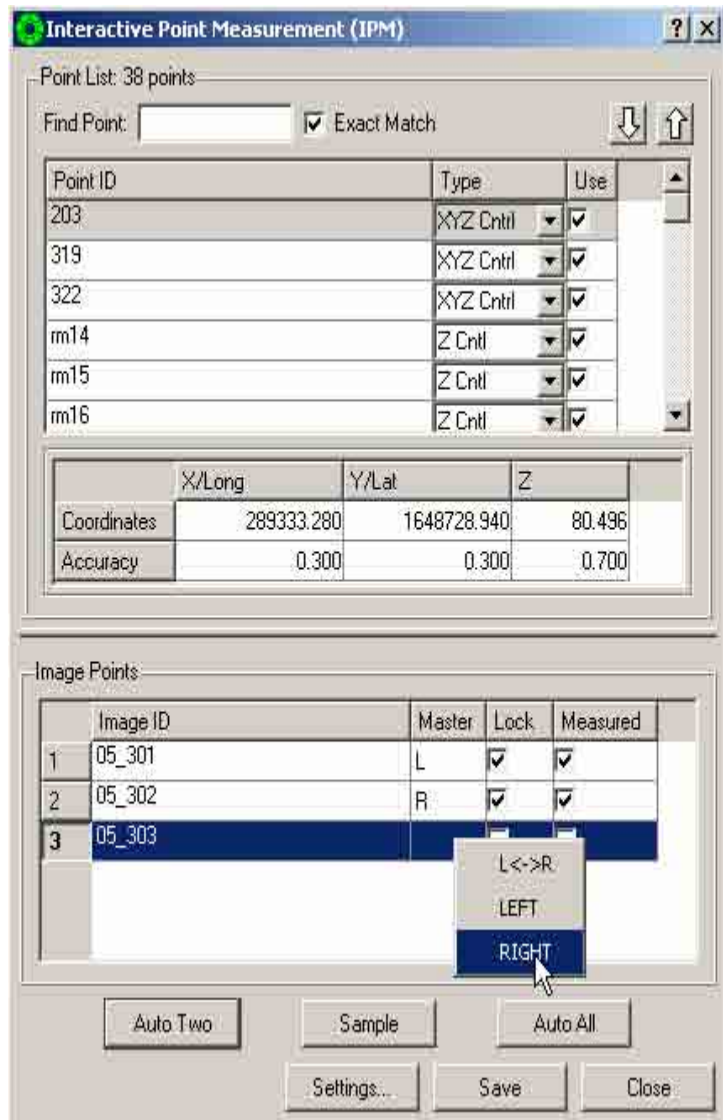 Interactive Point Measurement (IPM)
Point List: 38 points
Find Point: Exact Match
Point ID Type Use
203 XYZ Cntrl
319 XYZ Cntrl
322 XYZ Cntrl
rm14 Z Cntl
rm15 Z Cntl
rm16 Z Cntl
X/Long Y/Lat Z
Coordinates 289333.280 1648728.940 80.496
Accuracy 0.300 0.300 0.700
Image Points
Image ID Master Lock Measured
1 05_301 L
2 05_302 R
3 05_303
L<->R
LEFT
RIGHT
Auto Two Sample Auto All
Settings... Save Close